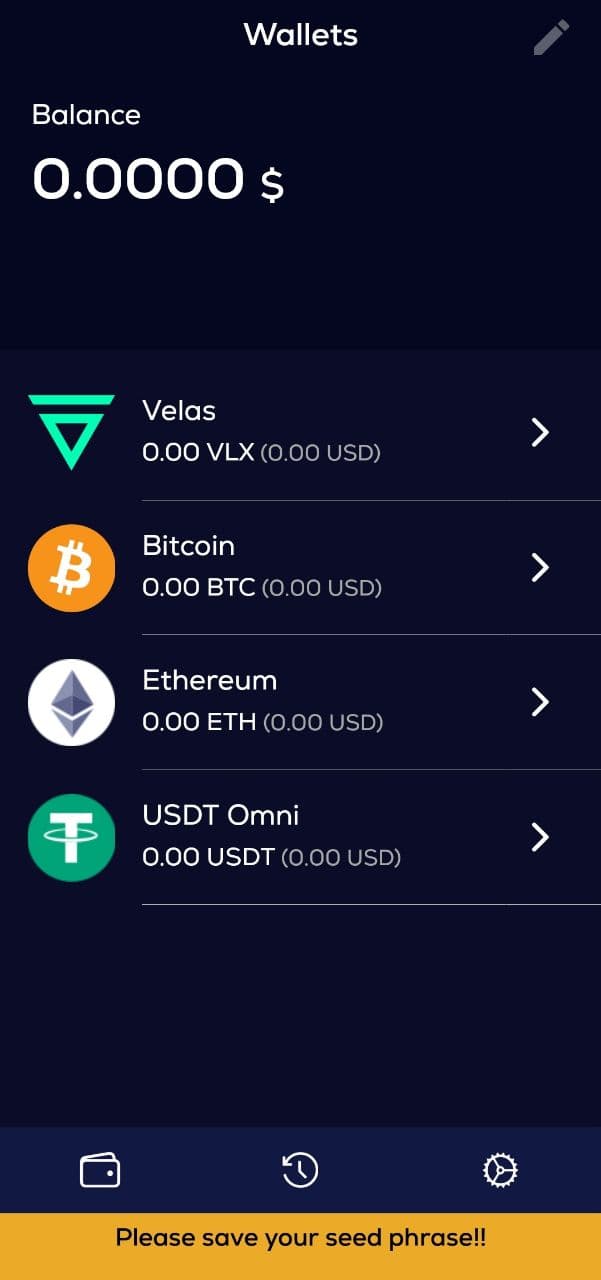 Wallets
Balance
0.0000 $
Velas
0.00 VLX (0.00 USD)
Bitcoin
0.00 BTC (0.00 USD)
Ethereum
0.00 ETH (0.00 USD)
USDT Omni
0.00 USDT (0.00 USD)
Please save your seed phrase!!